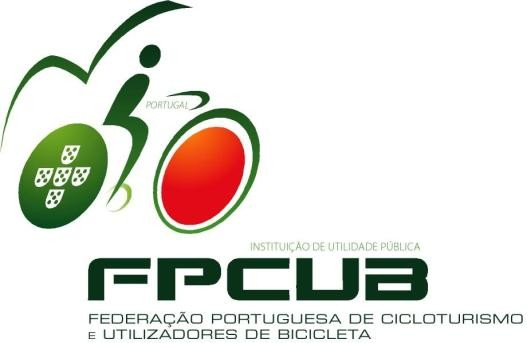 PORTUGAL
INSTITUIÇÃO DE UTILIDADE PÚBLICA
FPCUB
FEDERAÇÃO PORTUGUESA DE CICLOTURISMO
E UTILIZADORES DE BICICLETA